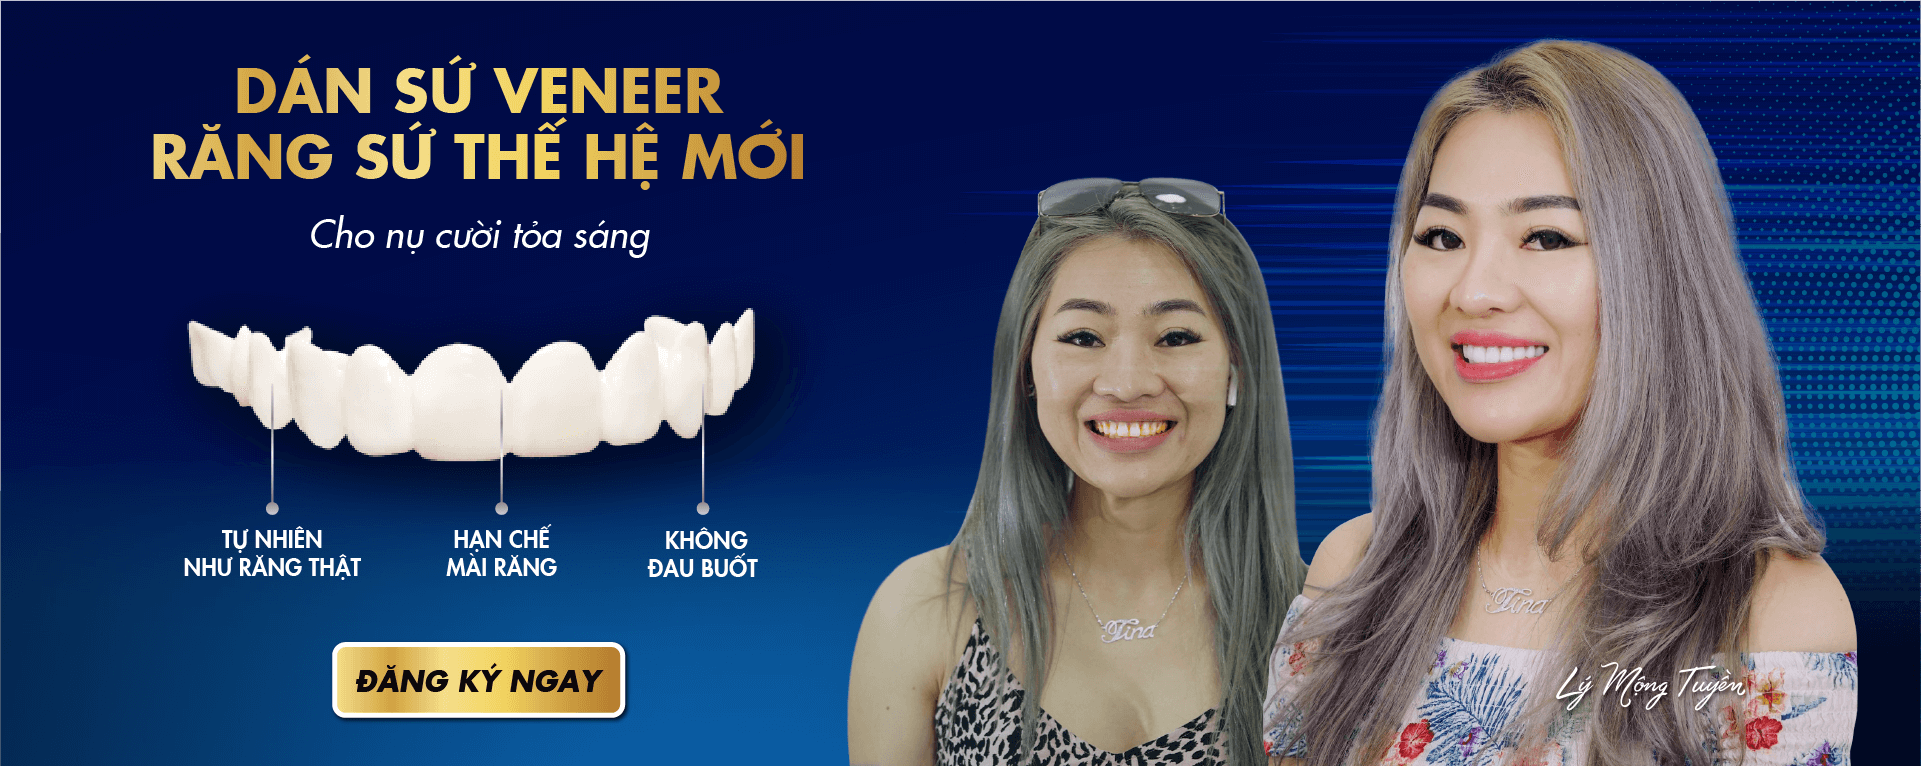 DÁN SỨ VENEER
RĂNG SỨ THẾ HỆ MỚI
Cho nụ cười tỏa sáng
TỰ NHIÊN
NHƯ RĂNG THẬT
HẠN CHẾ
MÀI RĂNG
KHÔNG
ĐAU BUỐT
ĐĂNG KÝ NGAY
Tina
Tina
Lý Mộng Tuyền